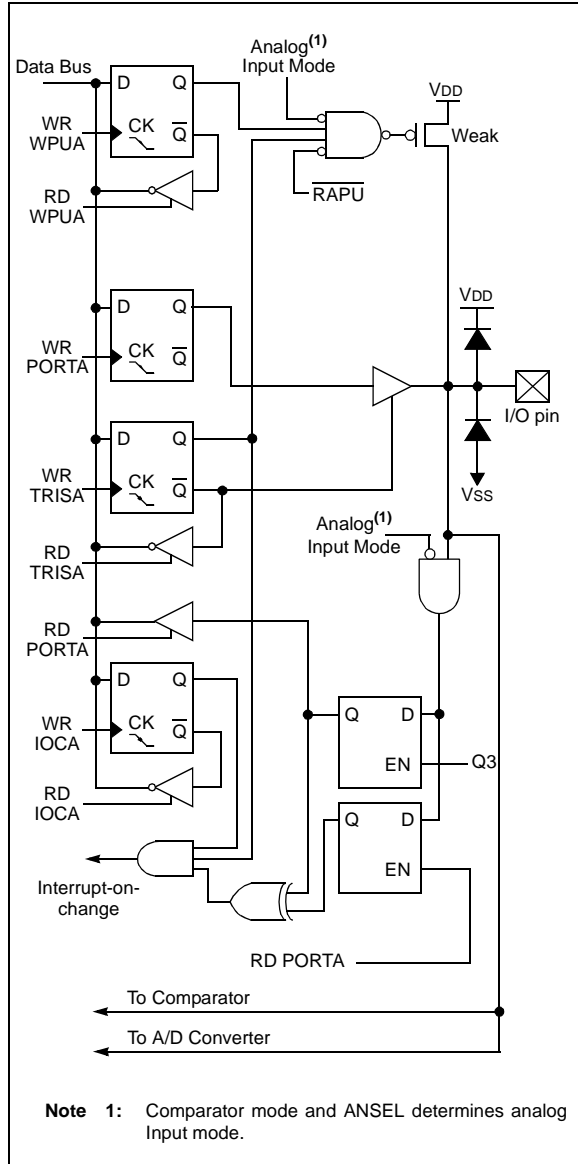 Analog(1)
Input Mode
Data Bus
D Q
VDD
WR
WPUA
CK Q
Weak
RD
WPUA
RAPU
D Q
VDD
WR
PORTA
CK Q
I/O pin
D Q
WR
TRISA
CK Q
VSS
Analog(1)
Input Mode
RD
TRISA
RD
PORTA
D Q
Q D
WR
IOCA
CK Q
EN
Q3
RD
IOCA
Q D
EN
Interrupt-on-
change
RD PORTA
To Comparator
To A/D Converter
Note 1: Comparator mode and ANSEL determines analog
Input mode.